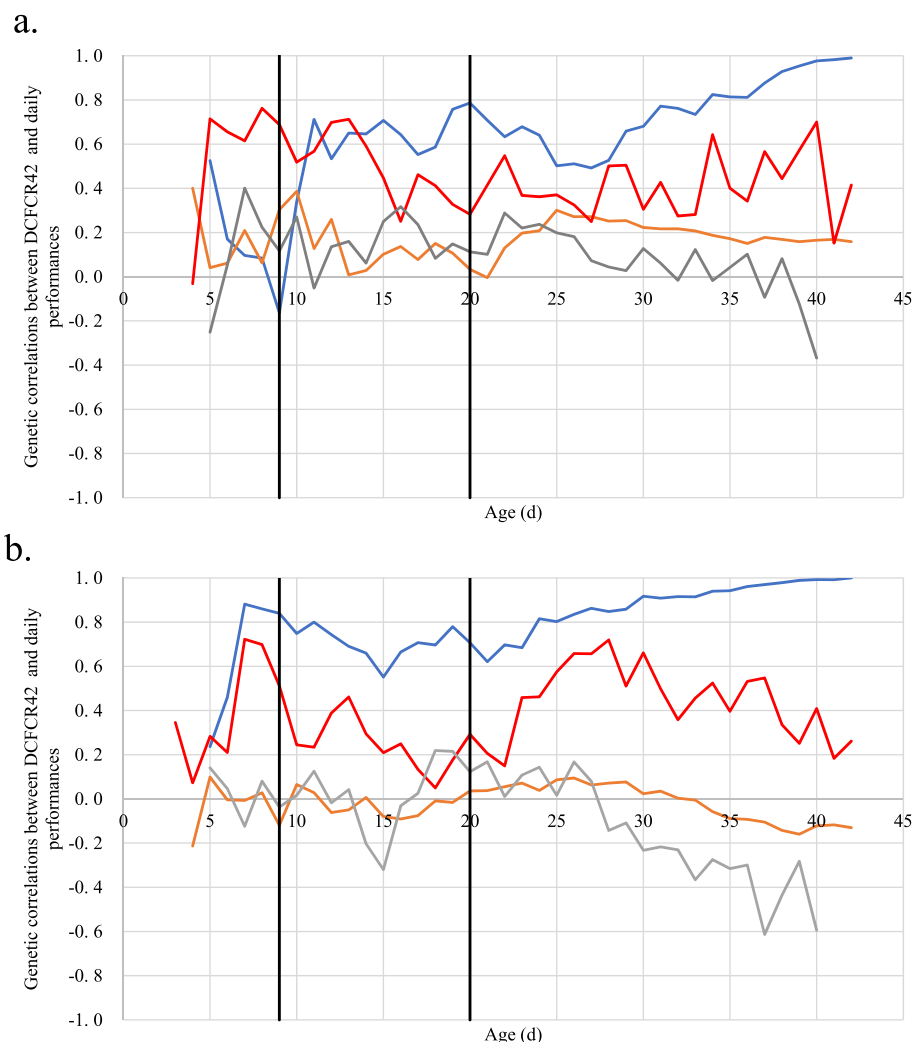 a.
Genetic correlations between DCFCR42 and daily
performances
1. 0
0. 8
0. 6
0. 4
0. 2
0. 0
-0. 2
-0. 4
-0. 6
-0. 8
-1. 0
0 5 10 15 20 25 30 35 40 45
Age (d)
b.
Genetic correlations between DCFCR42 and daily
performances
1. 0
0. 8
0. 6
0. 4
0. 2
0. 0
-0. 2
-0. 4
-0. 6
-0. 8
-1. 0
0 5 10 15 20 25 30 35 40 45
Age (d)